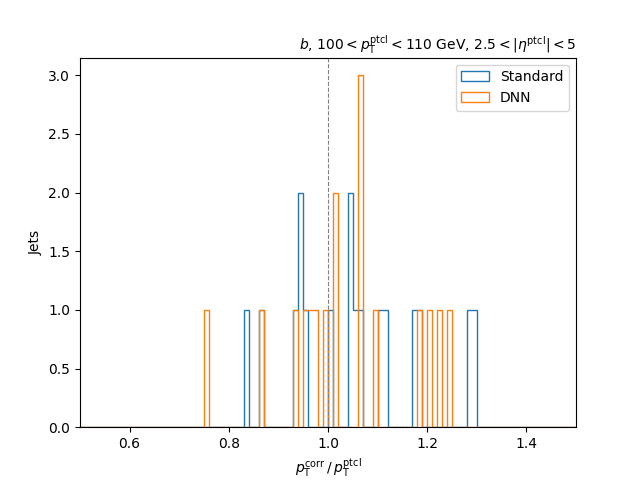 b, 100 < p_T^ptcl < 110 GeV, 2.5 < |η^ptcl| < 5
Standard
DNN
3.0
2.5
2.0
1.5
1.0
0.5
0.0
Jets
0.6 0.8 1.0 1.2 1.4
p_T^corr / p_T^ptcl